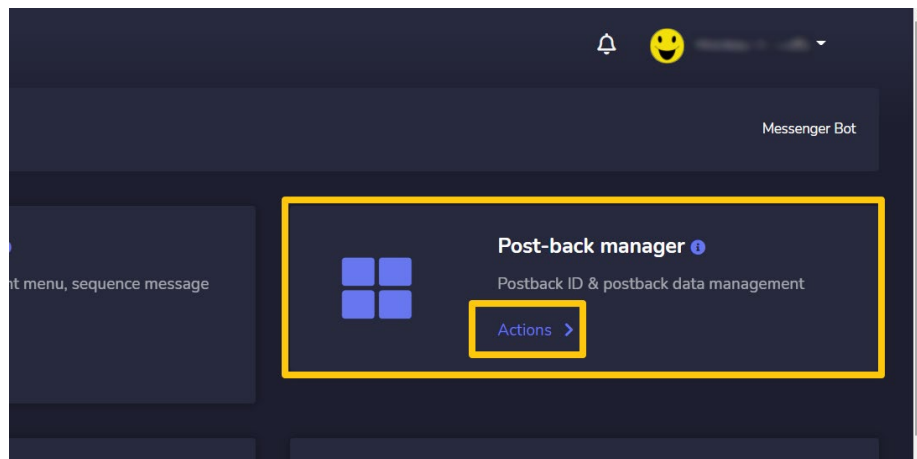 Messenger Bot
Post-back manager
nt menu, sequence message
Postback ID & postback data management
Actions